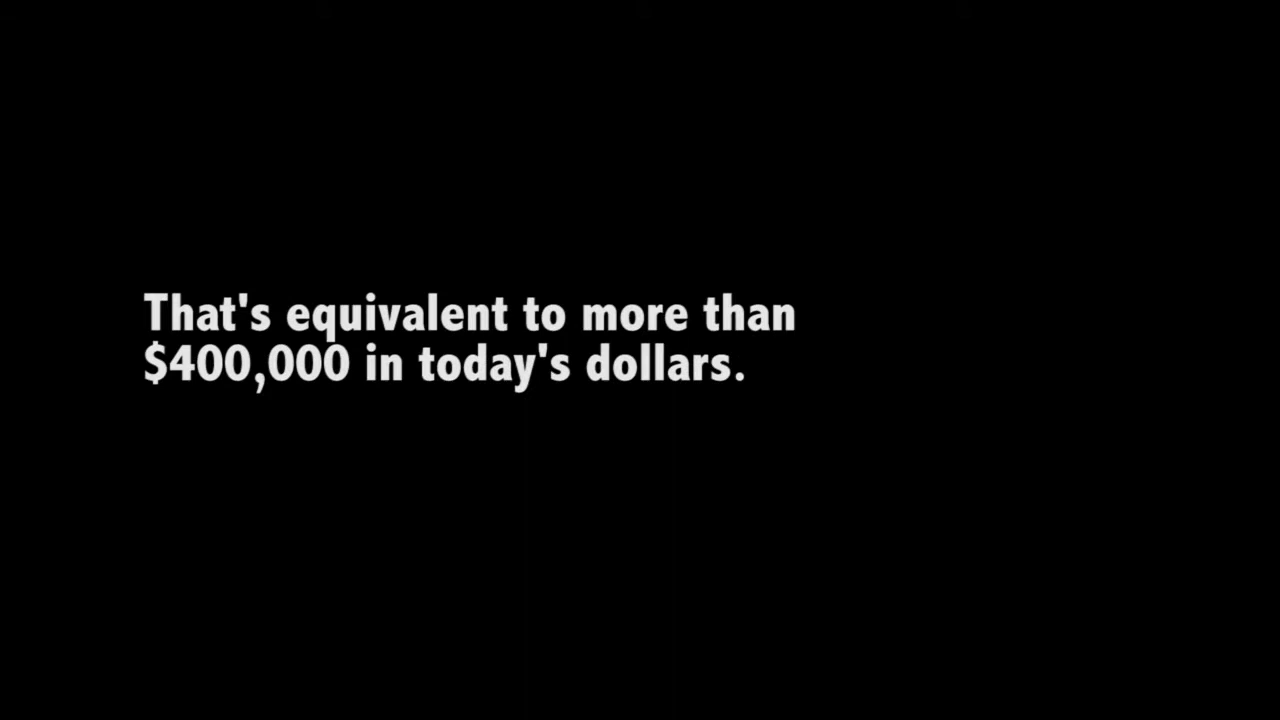 That's equivalent to more than
$400,000 in today's dollars.